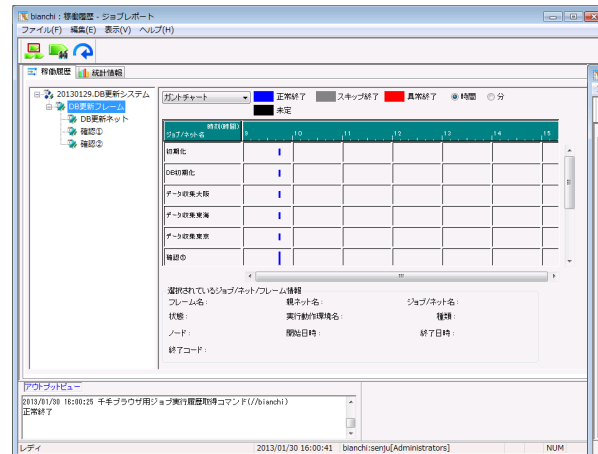 bianchi : 稼働履歴 - ジョブレポート
ファイル(F) 編集(E) 表示(V) ヘルプ(H)
稼働履歴 統計情報
20130129.DB更新システム
DB更新フレーム
DB更新ネット
確認①
確認②
ガントチャート 正常終了 スキップ終了 異常終了 時間 分
未定
時刻(時間)
ジョブ/ネット名 9 10 11 12 13 14 15
初期化
DB初期化
データ収集大阪
データ収集東海
データ収集東京
確認①
選択されているジョブ/ネット/フレーム情報
フレーム名 : 親ネット名 : ジョブ/ネット名 :
状態 : 実行動作環境名 : 種類 :
ノード : 開始日時 : 終了日時 :
終了コード :
アウトプットビュー
2013/01/30 16:00:25 千手ブラウザ用ジョブ実行履歴取得コマンド(//bianchi)
正常終了
レディ 2013/01/30 16:00:41 bianchi:senju[Administrators] NUM